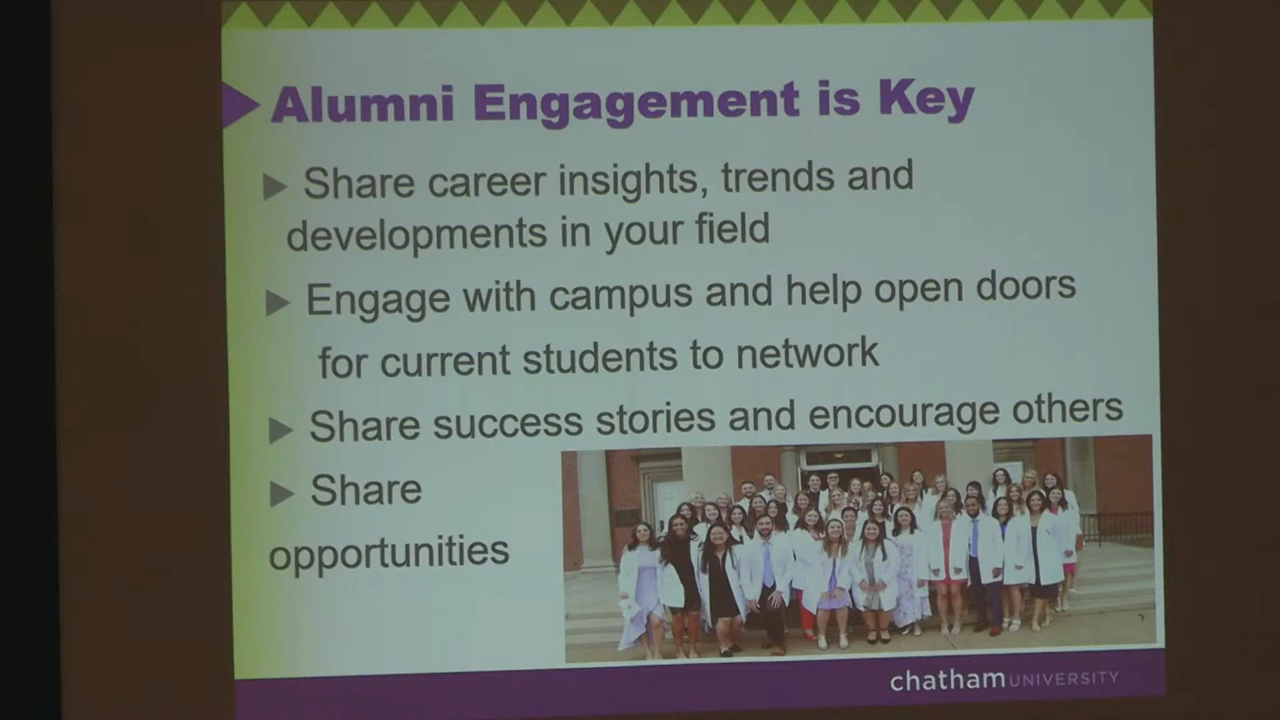 Alumni Engagement is Key
Share career insights, trends and
developments in your field
Engage with campus and help open doors
for current students to network
Share success stories and encourage others
Share
opportunities
chatham UNIVERSITY